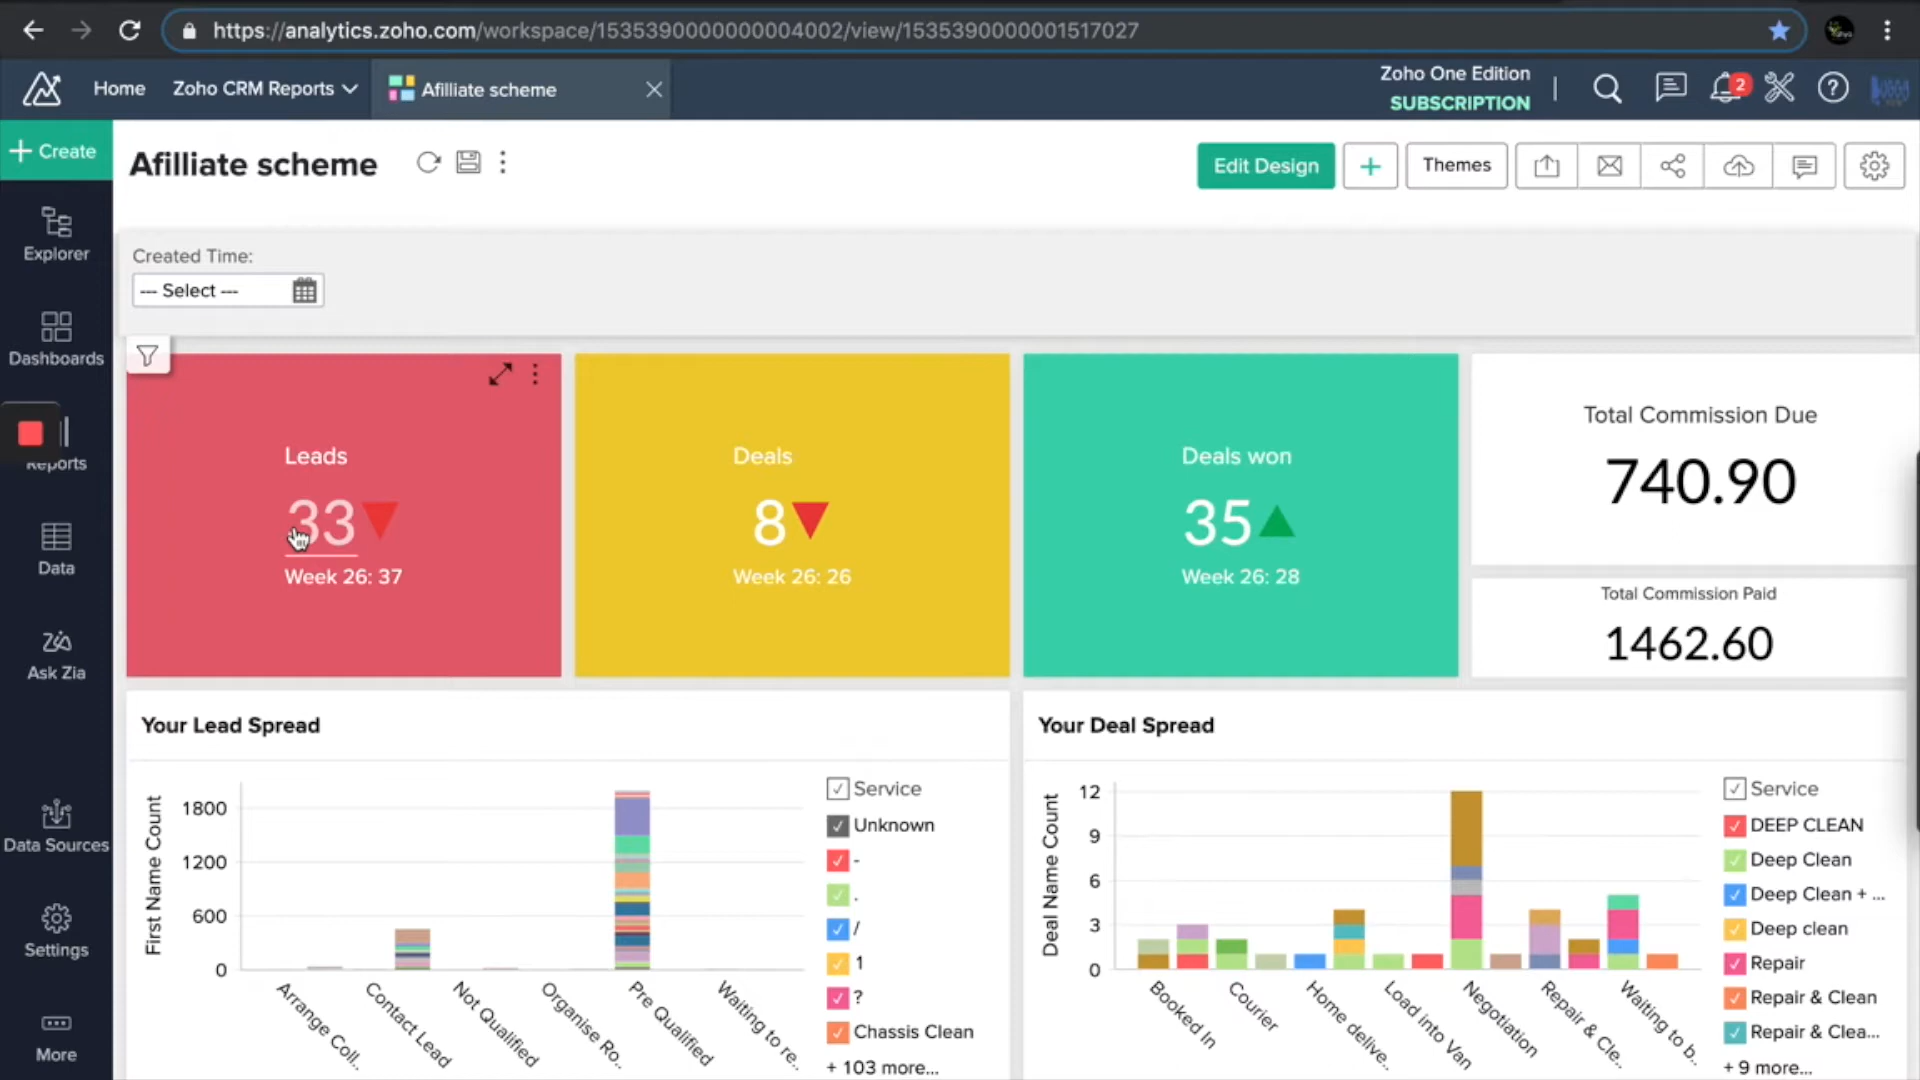 https://analytics.zoho.com/workspace/1535390000000004002/view/1535390000001517027
Home
Zoho CRM Reports
Afilliate scheme
Zoho One Edition
SUBSCRIPTION
2
+ Create
Afilliate scheme
Edit Design
+
Themes
Explorer
Dashboards
Reports
Data
Ask Zia
Data Sources
Settings
More
Created Time:
--- Select ---
Leads
33
Week 26: 37
Deals
8
Week 26: 26
Deals won
35
Week 26: 28
Total Commission Due
740.90
Total Commission Paid
1462.60
Your Lead Spread
First Name Count
1800
1200
600
0
Arrange Coll..
Contact Lead
Not Qualified
Organise Ro..
Pre Qualified
Waiting to re..
Service
Unknown
-
.
/
1
?
Chassis Clean
+ 103 more...
Your Deal Spread
Deal Name Count
12
9
6
3
0
Booked In
Courier
Home delive..
Load into Van
Negotiation
Repair & Cle..
Waiting to b..
Service
DEEP CLEAN
Deep Clean
Deep Clean + ...
Deep clean
Repair
Repair & Clean
Repair & Clea...
+ 9 more...